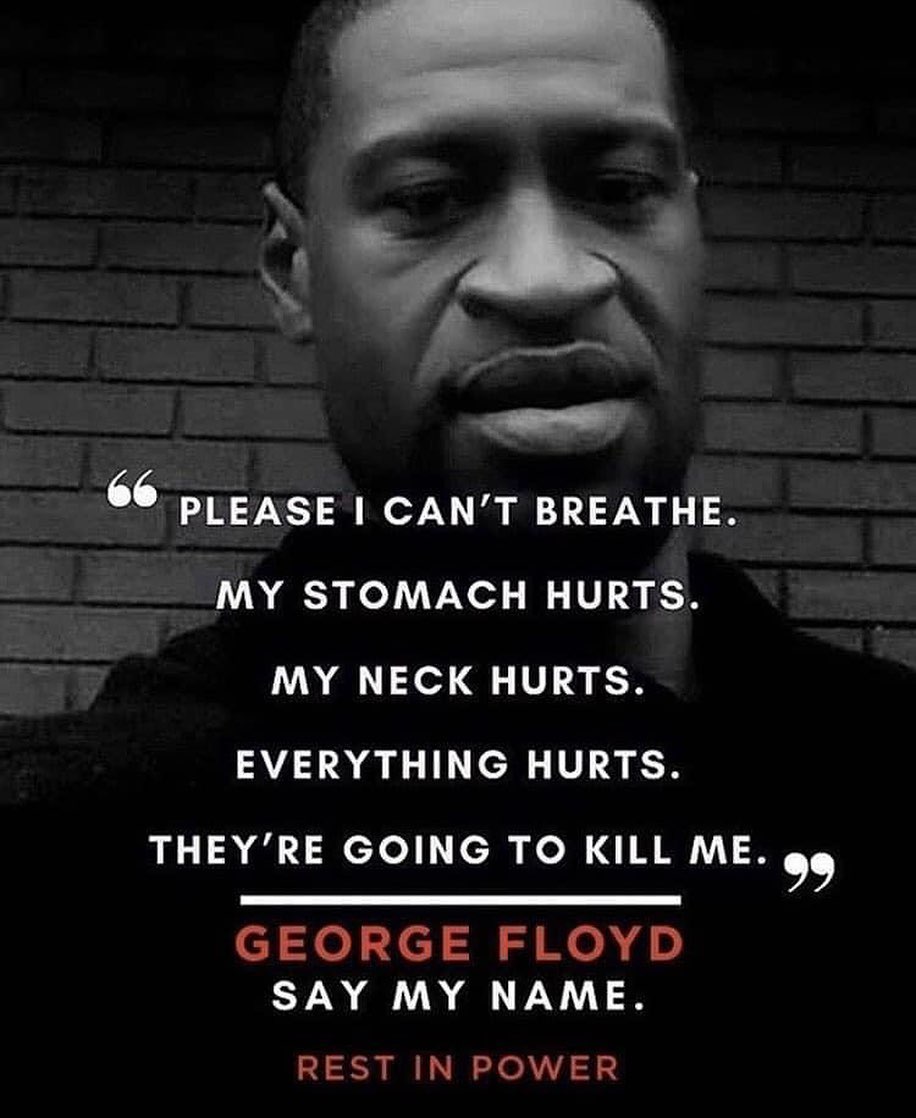 “ PLEASE I CAN’T BREATHE.
MY STOMACH HURTS.
MY NECK HURTS.
EVERYTHING HURTS.
THEY’RE GOING TO KILL ME. ”
GEORGE FLOYD
SAY MY NAME.
REST IN POWER